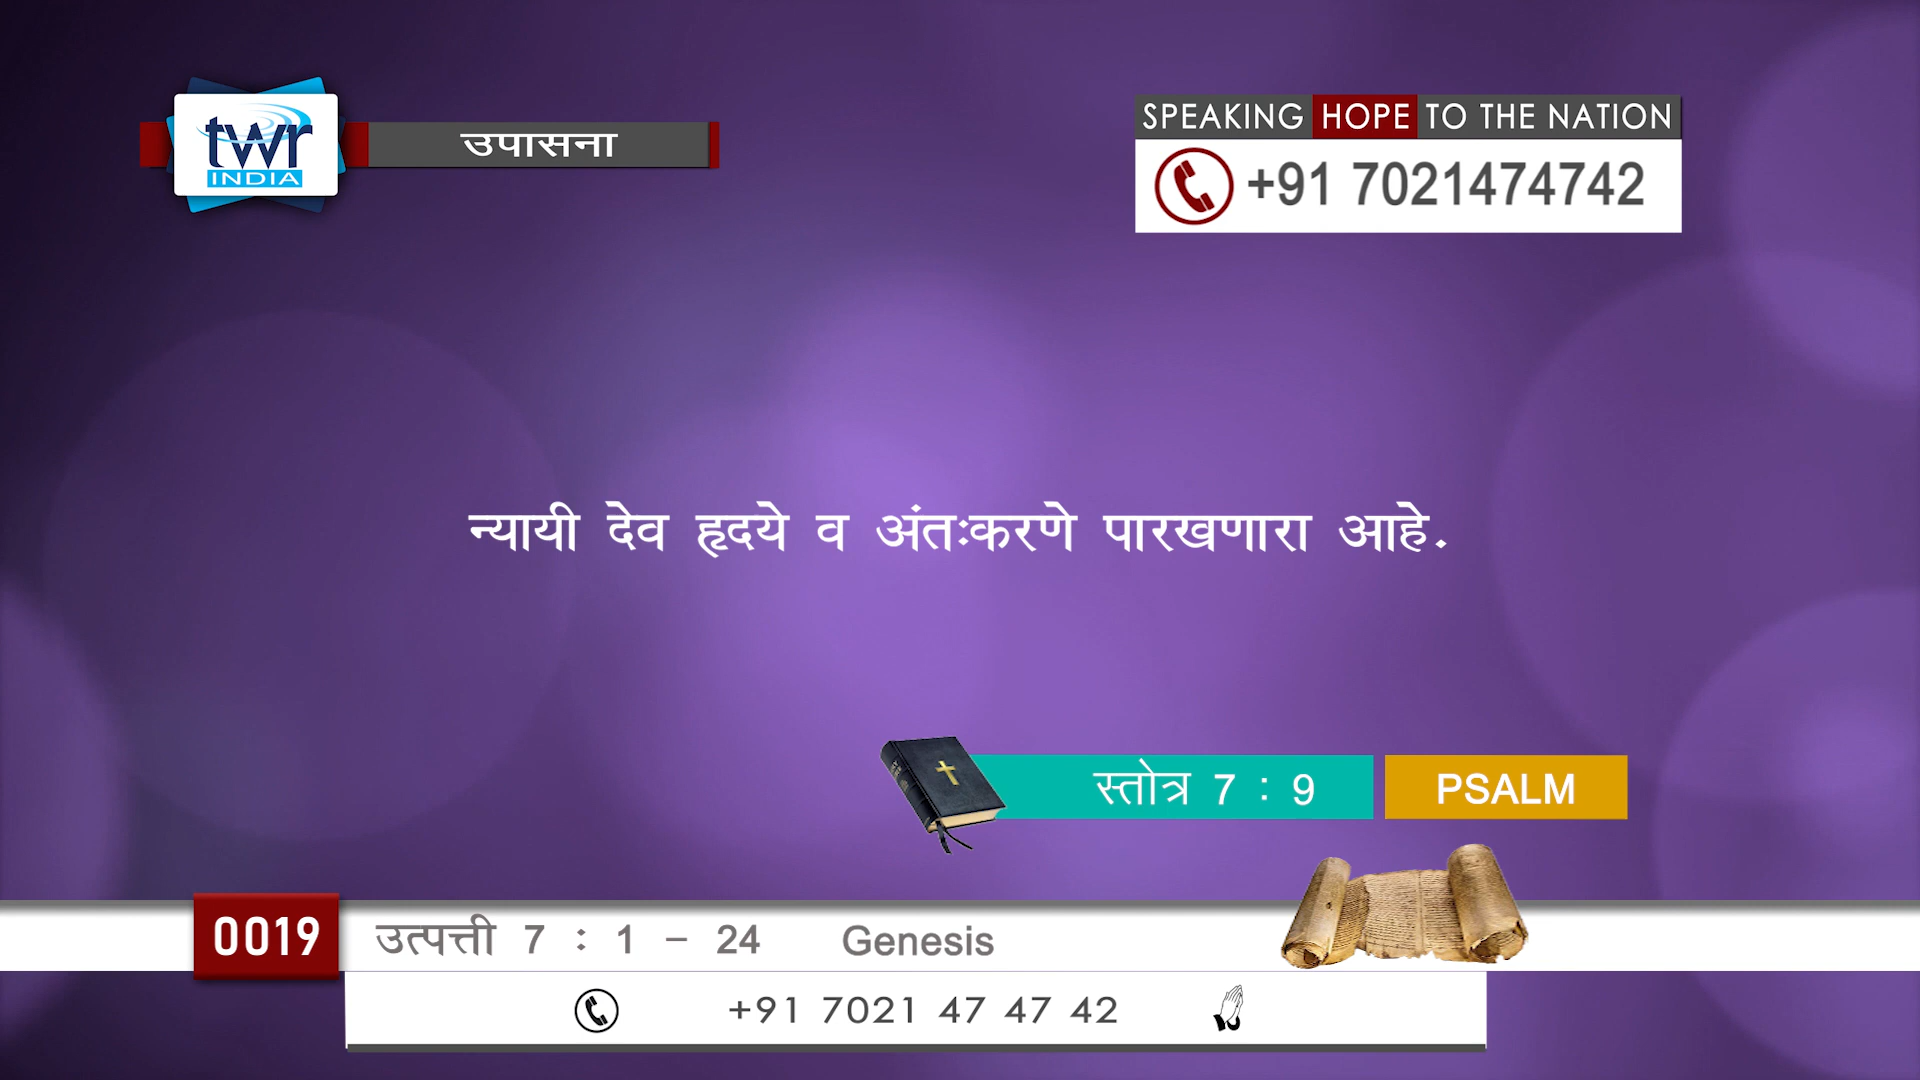 twr
INDIA
उपासना
SPEAKING HOPE TO THE NATION
+91 7021474742
न्यायी देव हृदये व अंतःकरणे पारखणारा आहे.
स्तोत्र 7 : 9
PSALM
0019
उत्पत्ती 7 : 1 - 24 Genesis
+91 7021 47 47 42